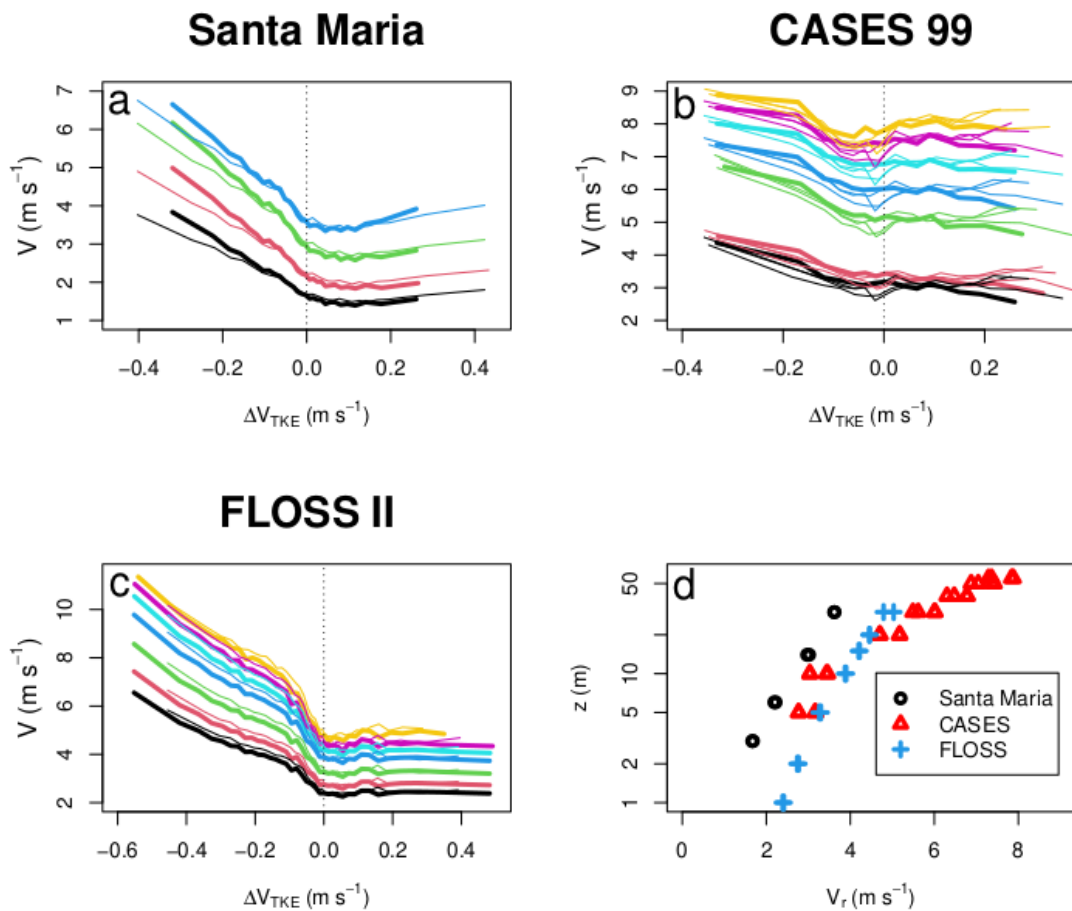 Santa Maria
CASES 99
a
b
V (m s⁻¹)
V (m s⁻¹)
7
6
5
4
3
2
1
9
8
7
6
5
4
3
2
−0.4
−0.2
0.0
0.2
0.4
−0.4
−0.2
0.0
0.2
ΔV_TKE (m s⁻¹)
ΔV_TKE (m s⁻¹)
FLOSS II
c
d
V (m s⁻¹)
z (m)
10
8
6
4
2
50
10
5
2
1
Santa Maria
CASES
FLOSS
−0.6
−0.4
−0.2
0.0
0.2
0.4
0
2
4
6
8
ΔV_TKE (m s⁻¹)
V_r (m s⁻¹)